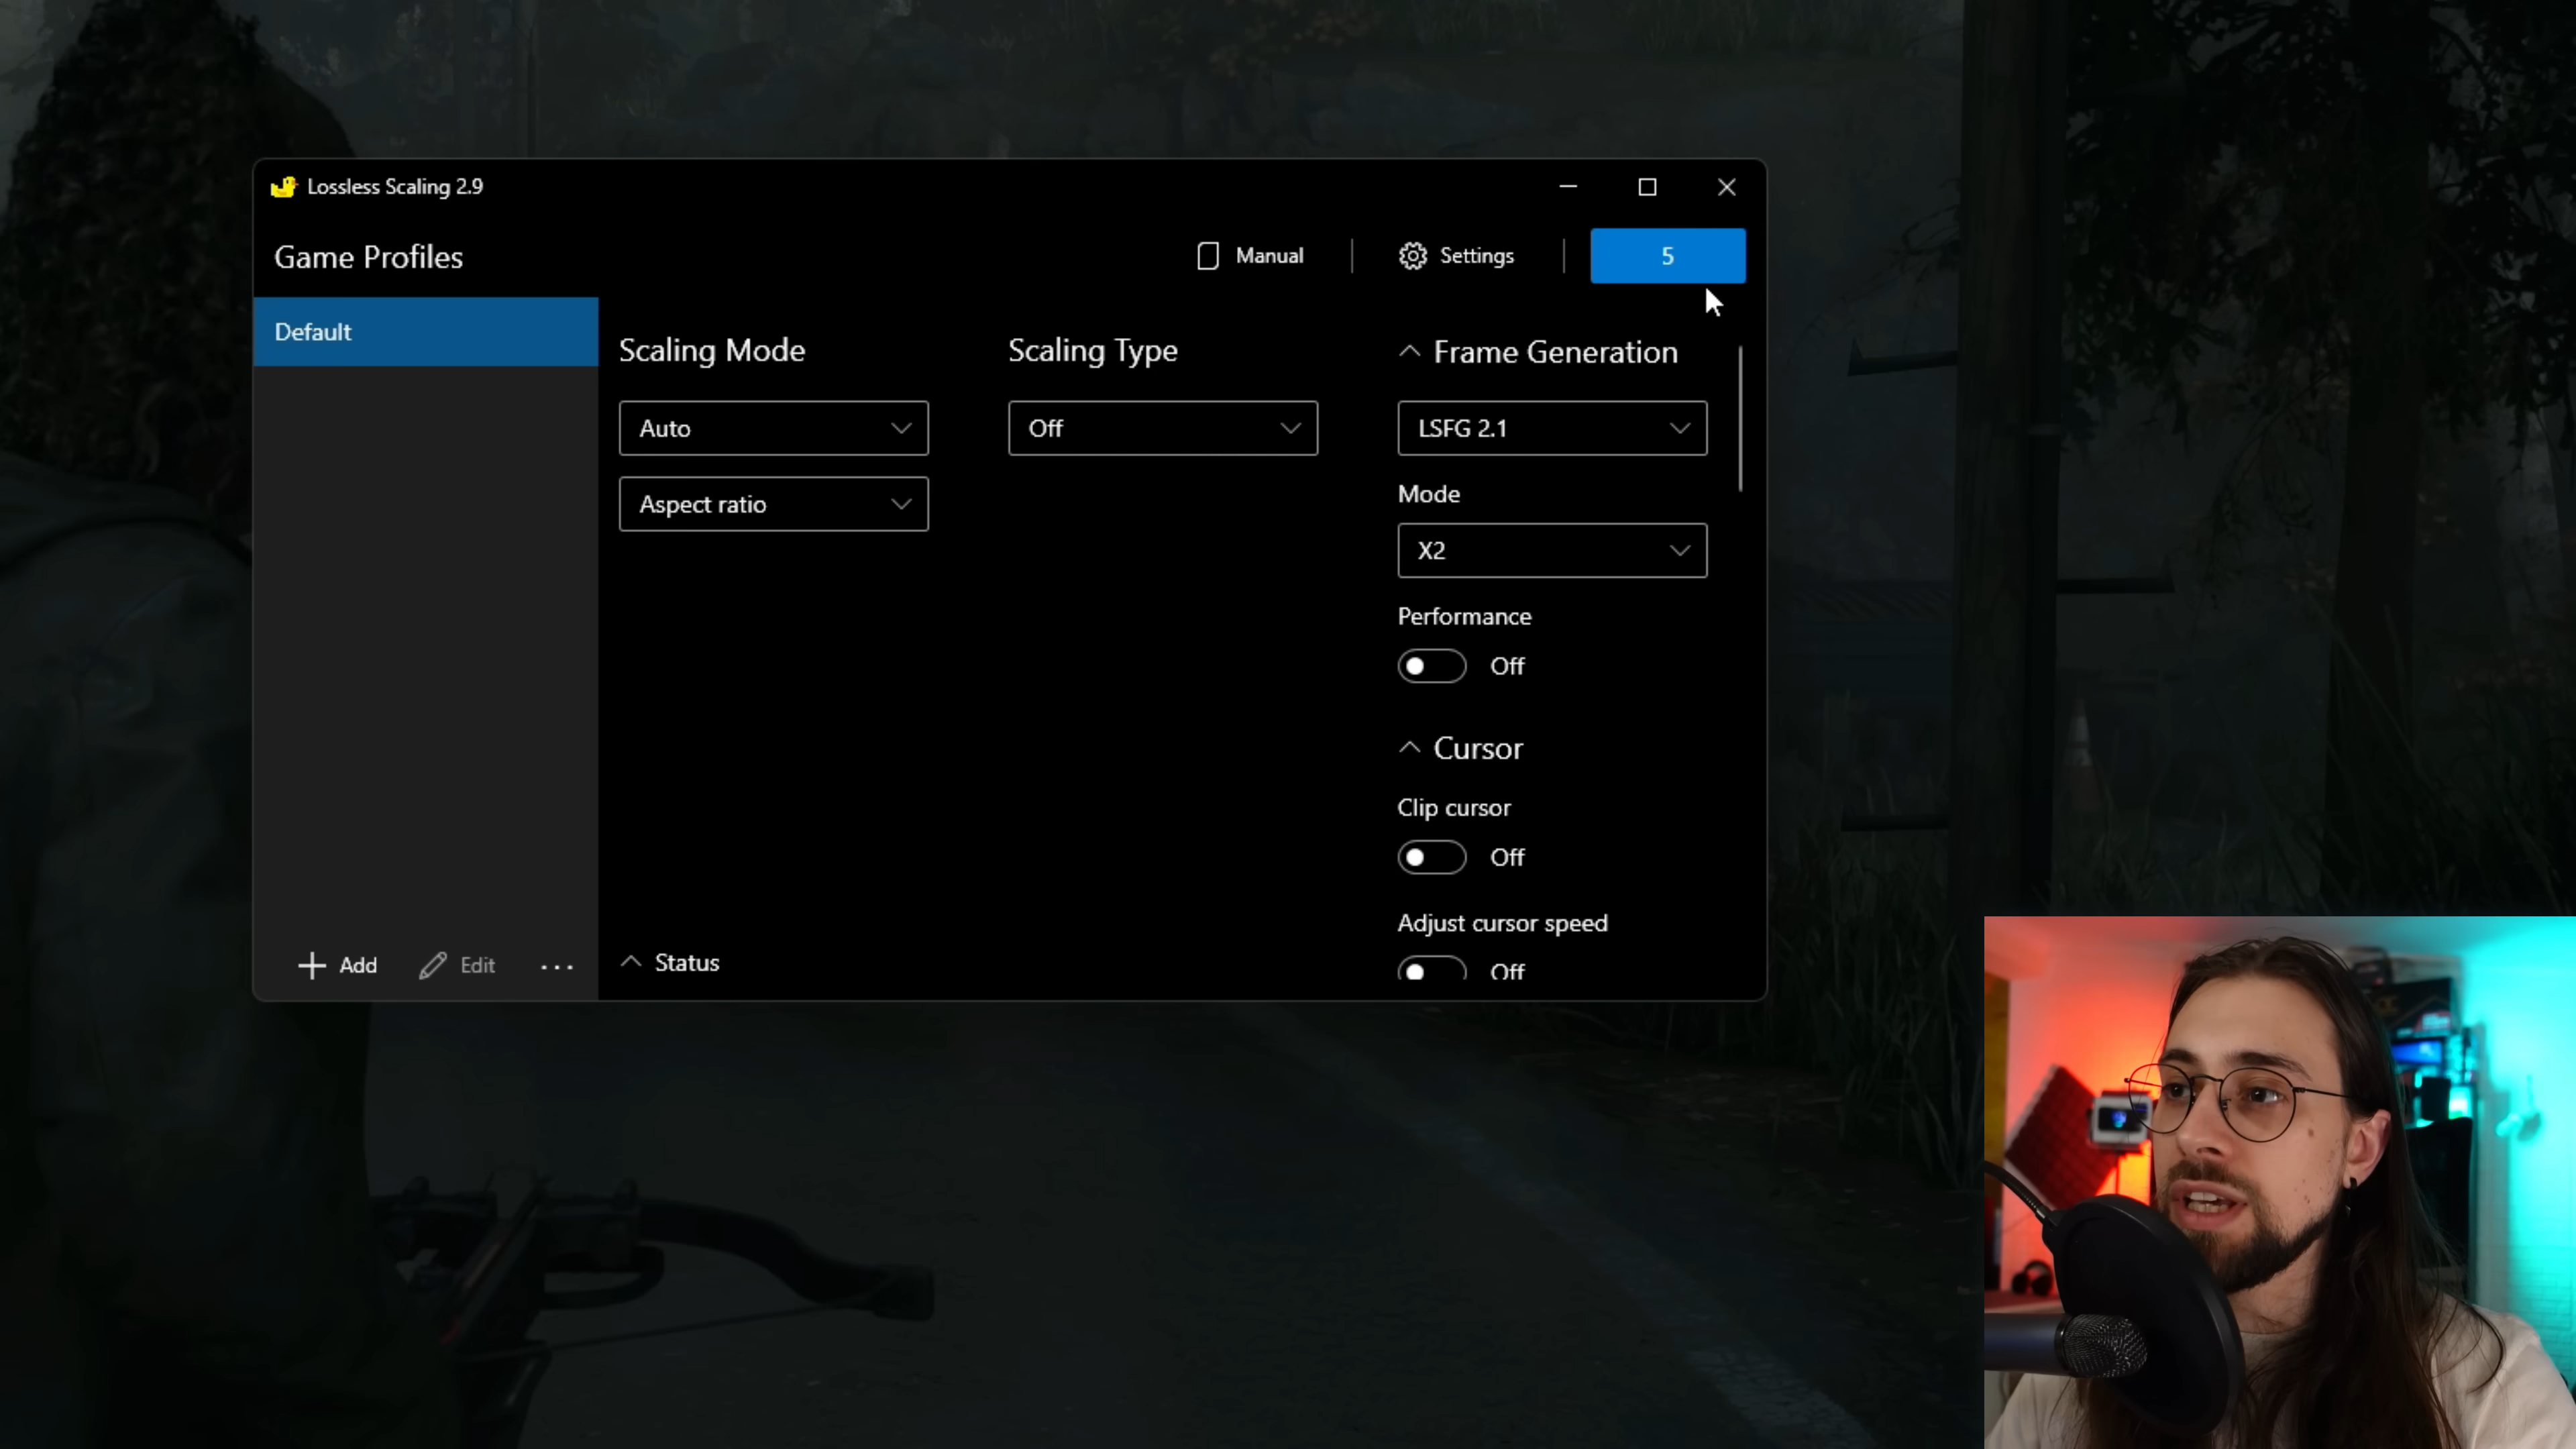 Lossless Scaling 2.9
Game Profiles
Manual
Settings
5
Default
Scaling Mode
Auto
Aspect ratio
Scaling Type
Off
Frame Generation
LSFG 2.1
Mode
X2
Performance
Off
Cursor
Clip cursor
Off
Adjust cursor speed
Off
Add
Edit
...
Status